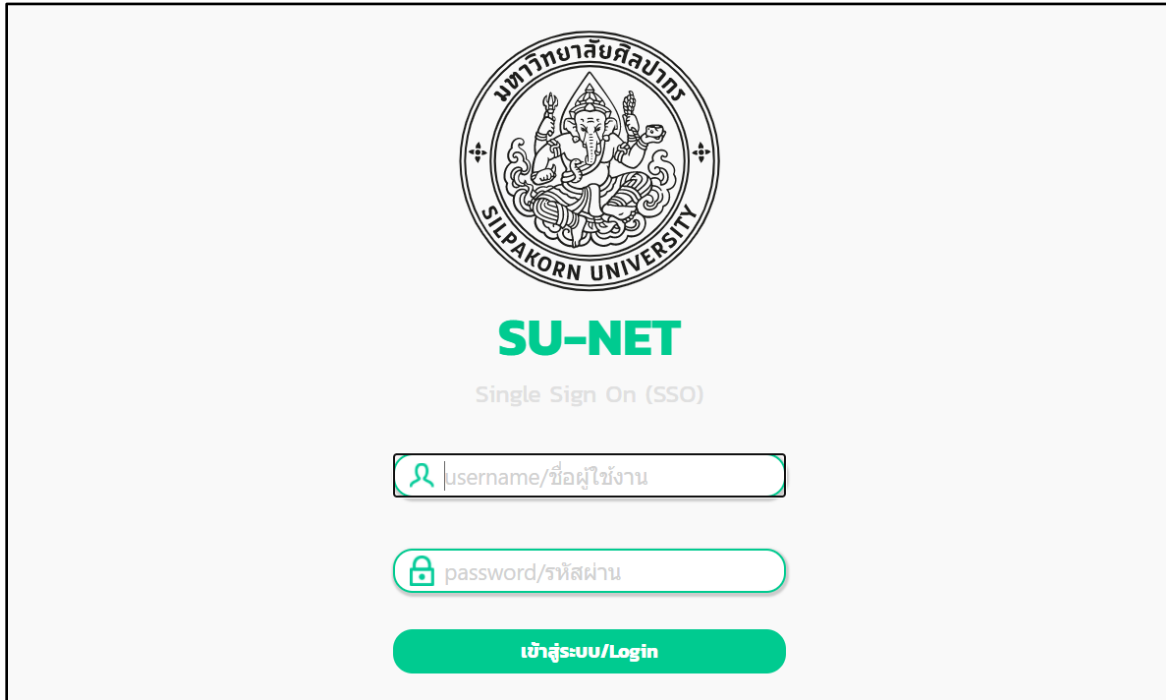 มหาวิทยาลัยศิลปากร
SILPAKORN UNIVERSITY
SU-NET
Single Sign On (SSO)
username/ชื่อผู้ใช้งาน
password/รหัสผ่าน
เข้าสู่ระบบ/Login